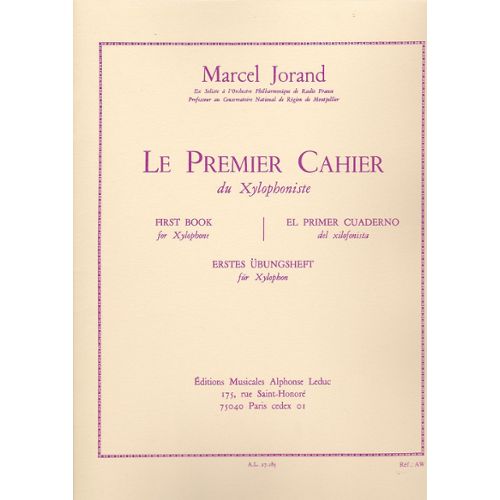 Marcel Jorand
Ex Soliste à l'Orchestre Philharmonique de Radio France
Professeur au Conservatoire National de Région de Montpellier
LE PREMIER CAHIER
du Xylophoniste
FIRST BOOK
for Xylophone
EL PRIMER CUADERNO
del xilofonista
ERSTES ÜBUNGSHEFT
für Xylophon
Éditions Musicales Alphonse Leduc
175, rue Saint-Honoré
75040 Paris cedex 01
A.L.
Réf.: AW